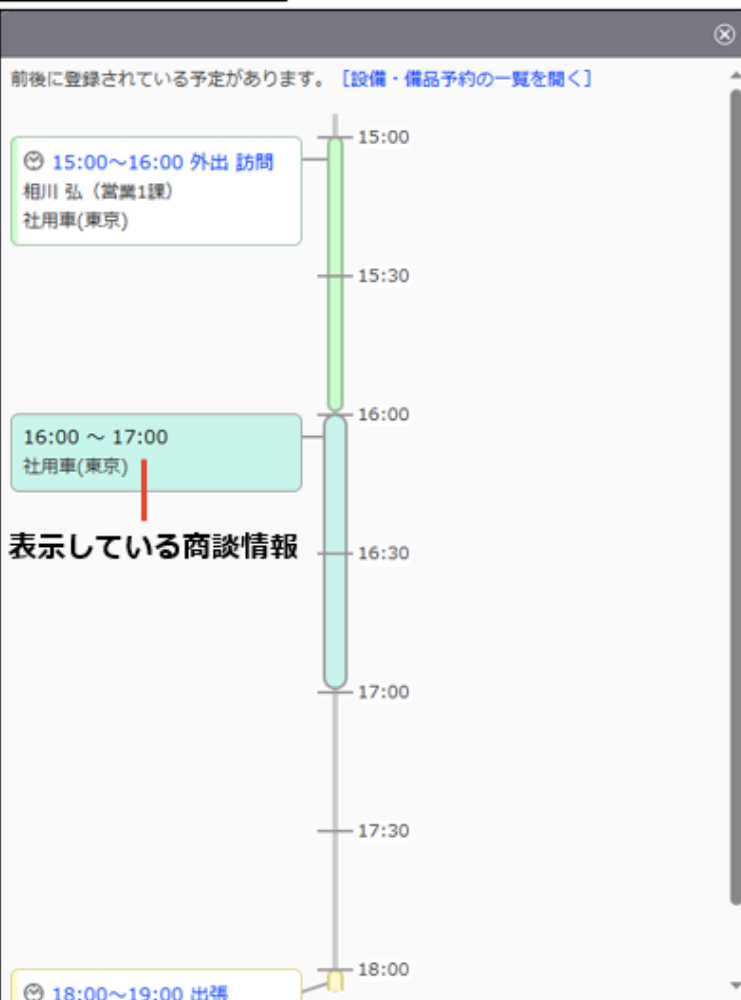 前後に登録されている予定があります。［設備・備品予約の一覧を開く］
15:00
15:00～16:00 外出 訪問
相川 弘（営業1課）
社用車(東京)
15:30
16:00
16:00 ～ 17:00
社用車(東京)
表示している商談情報
16:30
17:00
17:30
18:00
18:00～19:00 出張